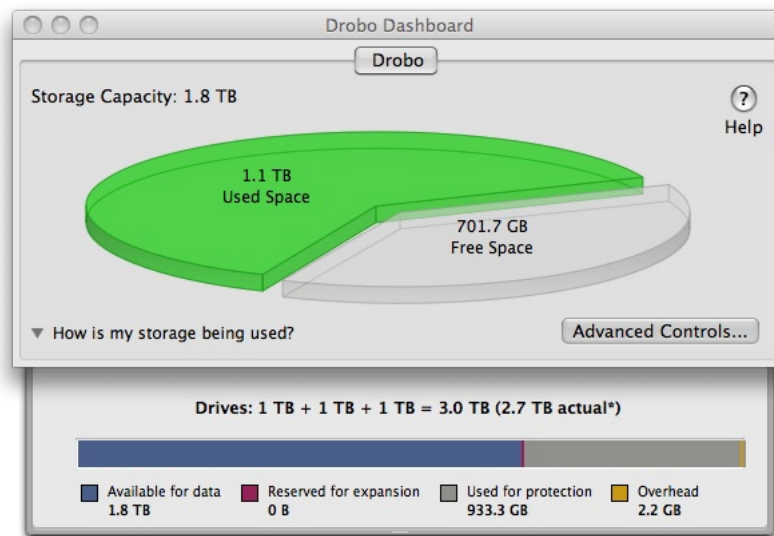 Drobo Dashboard
Drobo
Storage Capacity: 1.8 TB
?
Help
1.1 TB
Used Space
701.7 GB
Free Space
How is my storage being used?
Advanced Controls...
Drives: 1 TB + 1 TB + 1 TB = 3.0 TB (2.7 TB actual*)
Available for data
1.8 TB
Reserved for expansion
0 B
Used for protection
933.3 GB
Overhead
2.2 GB